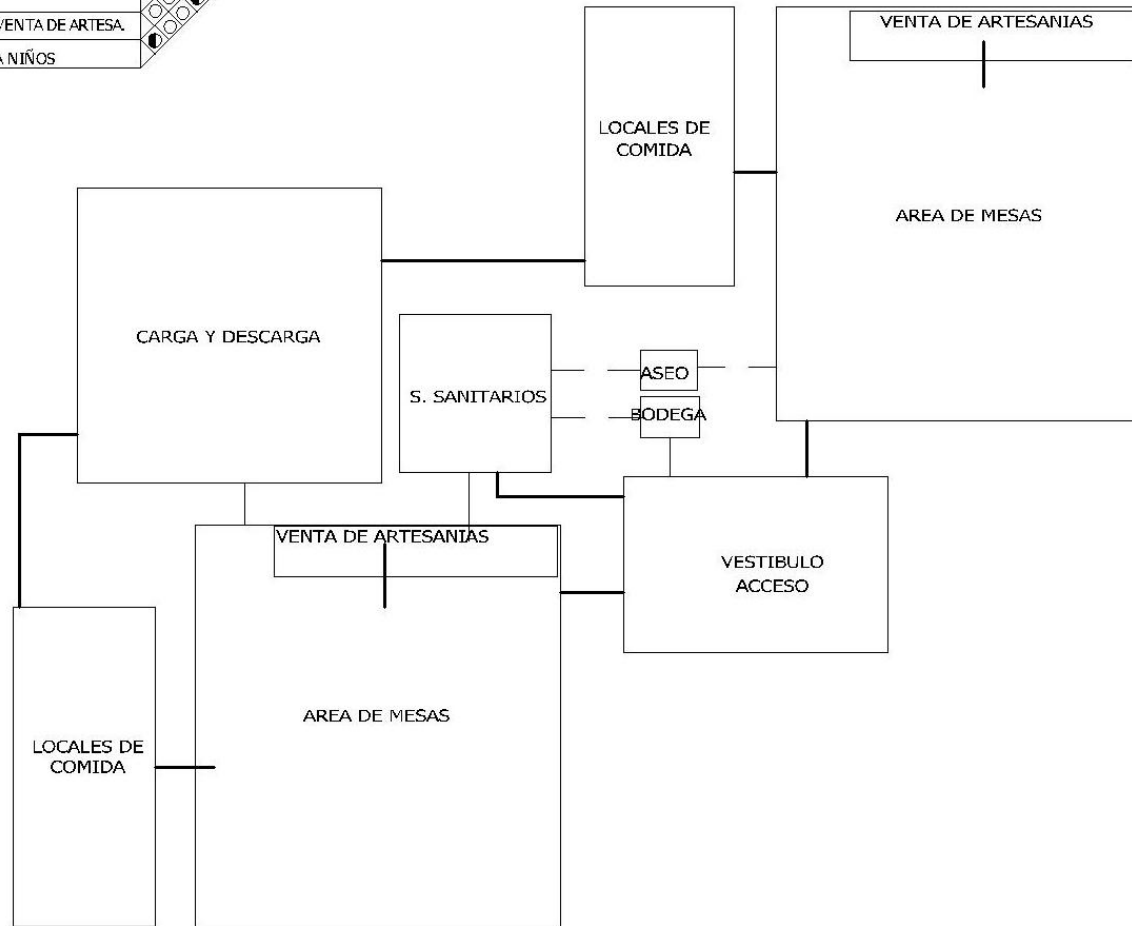 VENTA DE ARTESA.
A NIÑOS
VENTA DE ARTESANIAS
LOCALES DE
COMIDA
AREA DE MESAS
CARGA Y DESCARGA
ASEO
S. SANITARIOS
BODEGA
VENTA DE ARTESANIAS
VESTIBULO
ACCESO
AREA DE MESAS
LOCALES DE
COMIDA